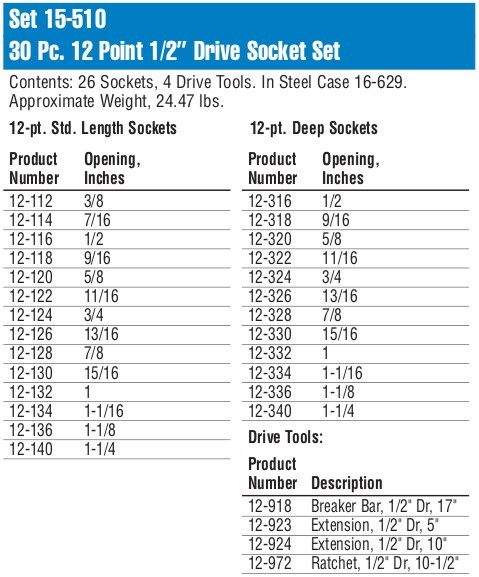 Set 15-510
30 Pc. 12 Point 1/2″ Drive Socket Set
Contents: 26 Sockets, 4 Drive Tools. In Steel Case 16-629.
Approximate Weight, 24.47 lbs.
12-pt. Std. Length Sockets
Product Opening,
Number Inches
12-112 3/8
12-114 7/16
12-116 1/2
12-118 9/16
12-120 5/8
12-122 11/16
12-124 3/4
12-126 13/16
12-128 7/8
12-130 15/16
12-132 1
12-134 1-1/16
12-136 1-1/8
12-140 1-1/4
12-pt. Deep Sockets
Product Opening,
Number Inches
12-316 1/2
12-318 9/16
12-320 5/8
12-322 11/16
12-324 3/4
12-326 13/16
12-328 7/8
12-330 15/16
12-332 1
12-334 1-1/16
12-336 1-1/8
12-340 1-1/4
Drive Tools:
Product
Number Description
12-918 Breaker Bar, 1/2" Dr, 17"
12-923 Extension, 1/2" Dr, 5"
12-924 Extension, 1/2" Dr, 10"
12-972 Ratchet, 1/2" Dr, 10-1/2"